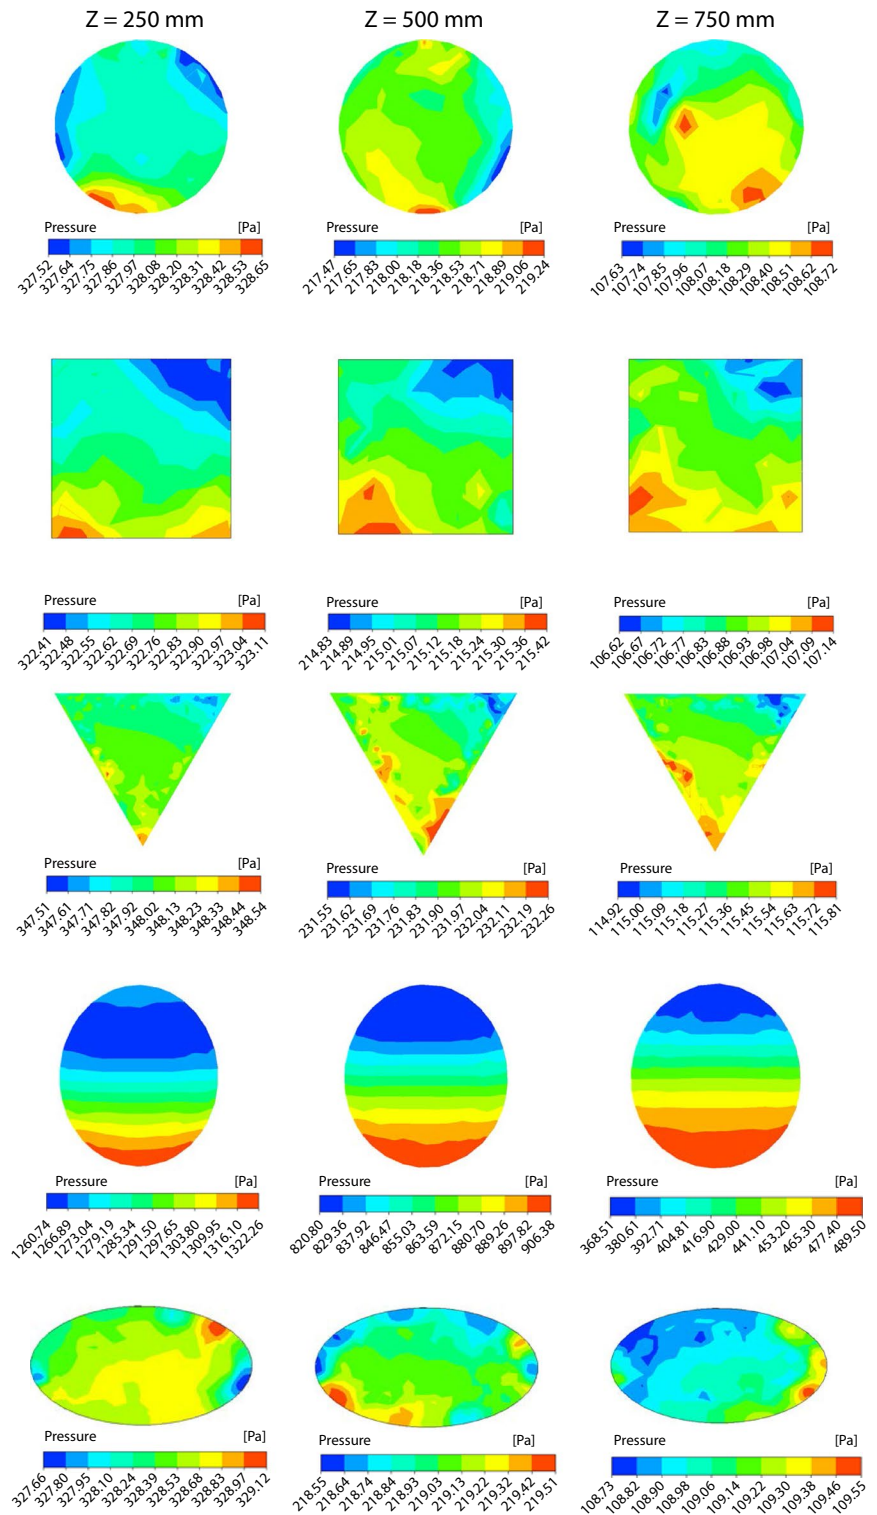 Z = 250 mm Z = 500 mm Z = 750 mm
Pressure [Pa] Pressure [Pa] Pressure [Pa]
327.52 327.64 327.75 327.86 327.97 328.08 328.20 328.31 328.42 328.53 328.65
217.47 217.65 217.83 218.00 218.18 218.36 218.53 218.71 218.89 219.06 219.24
107.63 107.74 107.85 107.96 108.07 108.18 108.29 108.40 108.51 108.62 108.72
Pressure [Pa] Pressure [Pa] Pressure [Pa]
322.41 322.48 322.55 322.62 322.69 322.76 322.83 322.90 322.97 323.04 323.11
214.83 214.89 214.95 215.01 215.07 215.12 215.18 215.24 215.30 215.36 215.42
106.62 106.67 106.72 106.77 106.83 106.88 106.93 106.98 107.04 107.09 107.14
Pressure [Pa] Pressure [Pa] Pressure [Pa]
347.51 347.61 347.71 347.82 347.92 348.02 348.13 348.23 348.33 348.44 348.54
231.55 231.62 231.69 231.76 231.83 231.90 231.97 232.04 232.11 232.19 232.26
114.92 115.00 115.09 115.18 115.27 115.36 115.45 115.54 115.63 115.72 115.81
Pressure [Pa] Pressure [Pa] Pressure [Pa]
1260.74 1266.89 1273.04 1279.19 1285.34 1291.50 1297.65 1303.80 1309.95 1316.10 1322.26
820.80 829.36 837.92 846.47 855.03 863.59 872.15 880.70 889.26 897.82 906.38
368.51 380.61 392.71 404.81 416.90 429.00 441.10 453.20 465.30 477.40 489.50
Pressure [Pa] Pressure [Pa] Pressure [Pa]
327.66 327.80 327.95 328.10 328.24 328.39 328.53 328.68 328.83 328.97 329.12
218.55 218.64 218.74 218.84 218.93 219.03 219.13 219.22 219.32 219.42 219.51
108.73 108.82 108.90 108.98 109.06 109.14 109.22 109.30 109.38 109.46 109.55